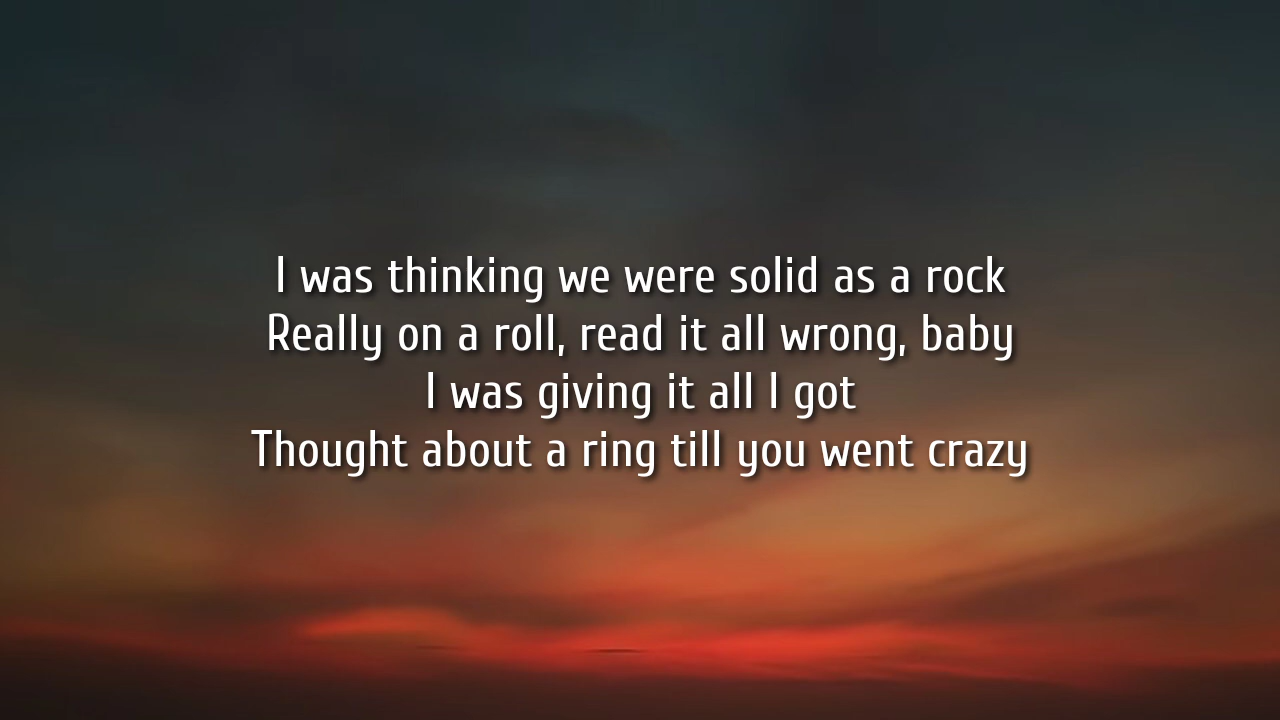 I was thinking we were solid as a rock
Really on a roll, read it all wrong, baby
I was giving it all I got
Thought about a ring till you went crazy